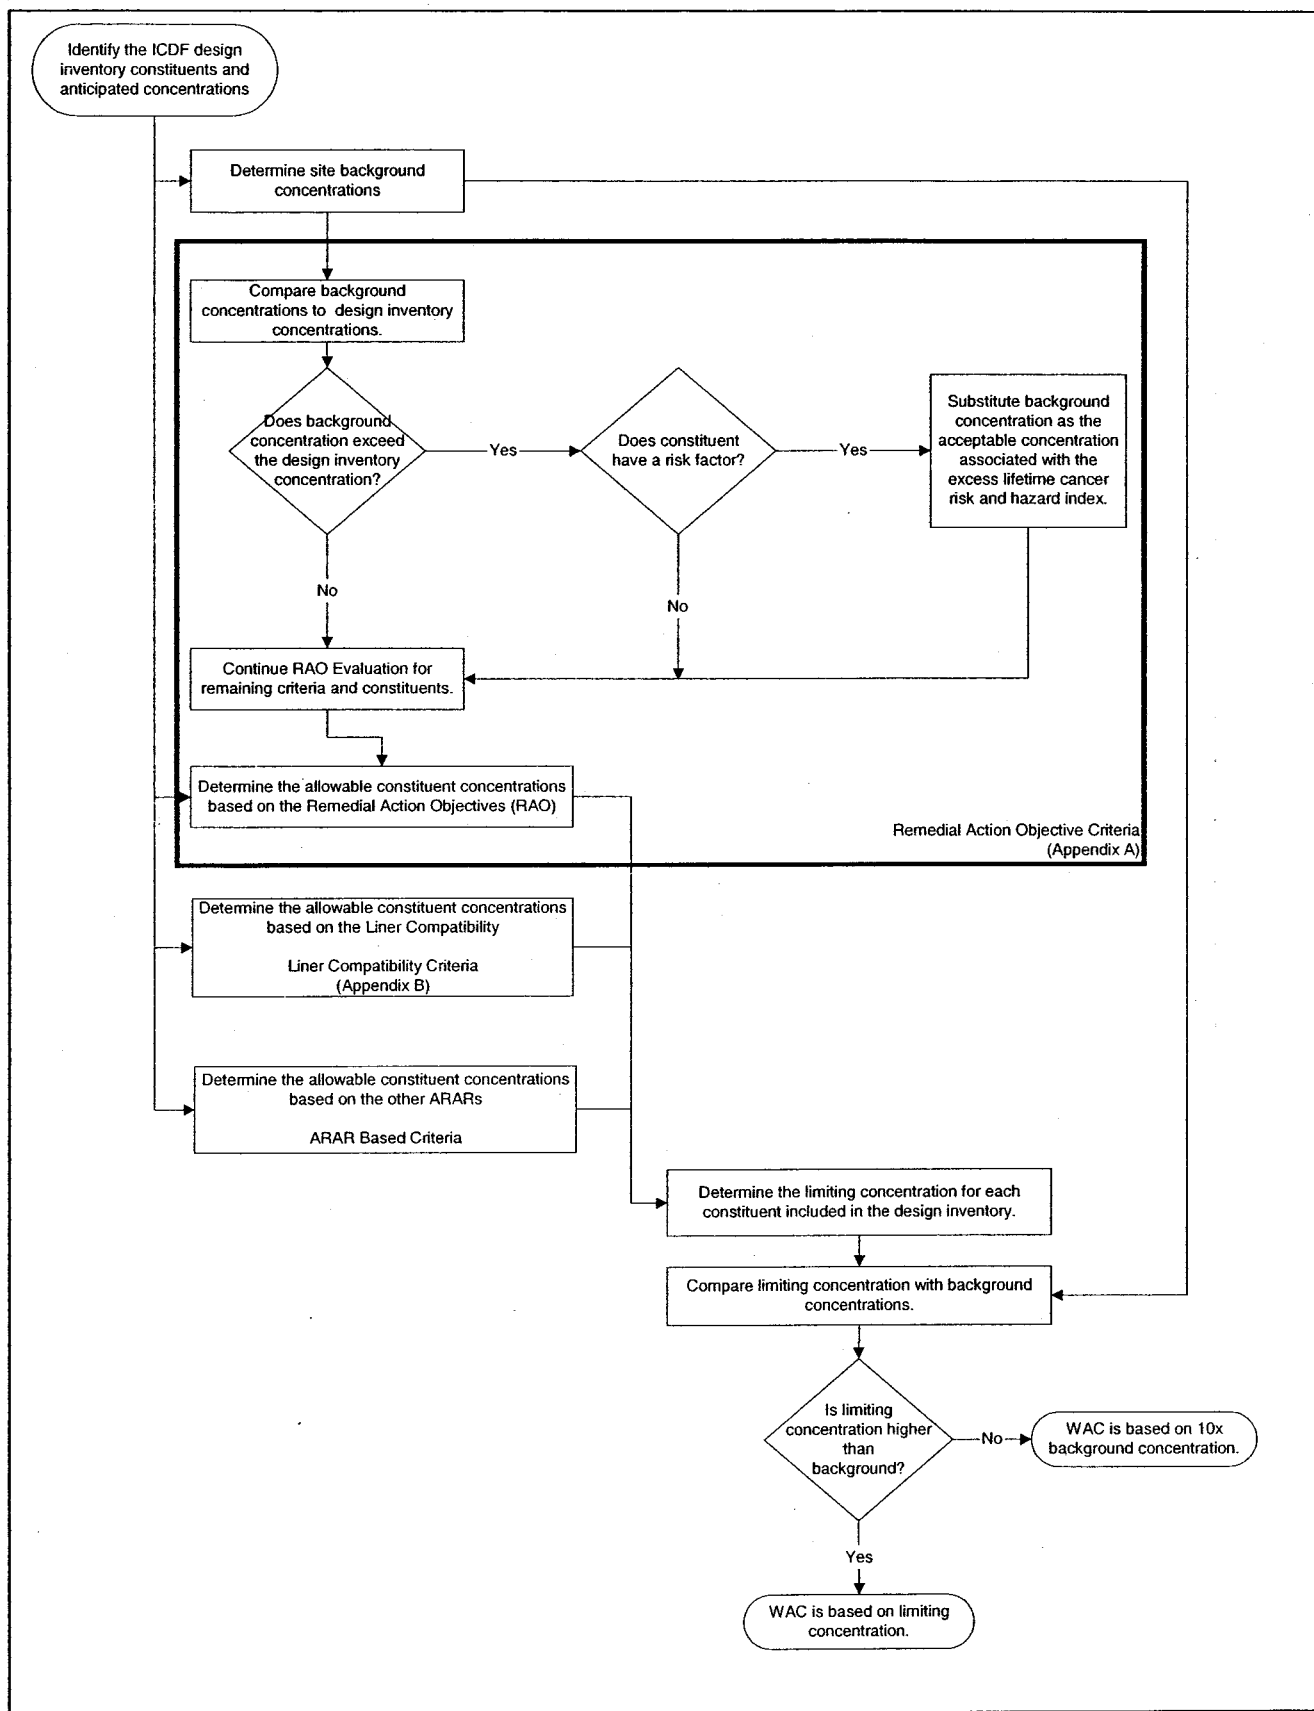 Identify the ICDF design
inventory constituents and
anticipated concentrations
Determine site background
concentrations
Compare background
concentrations to design inventory
concentrations.
Does background
concentration exceed
the design inventory
concentration?
Yes
Does constituent
have a risk factor?
Yes
Substitute background
concentration as the
acceptable concentration
associated with the
excess lifetime cancer
risk and hazard index.
No
No
Continue RAO Evaluation for
remaining criteria and constituents.
Determine the allowable constituent concentrations
based on the Remedial Action Objectives (RAO)
Remedial Action Objective Criteria
(Appendix A)
Determine the allowable constituent concentrations
based on the Liner Compatibility
Liner Compatibility Criteria
(Appendix B)
Determine the allowable constituent concentrations
based on the other ARARs
ARAR Based Criteria
Determine the limiting concentration for each
constituent included in the design inventory.
Compare limiting concentration with background
concentrations.
Is limiting
concentration higher
than
background?
No
WAC is based on 10x
background concentration.
Yes
WAC is based on limiting
concentration.